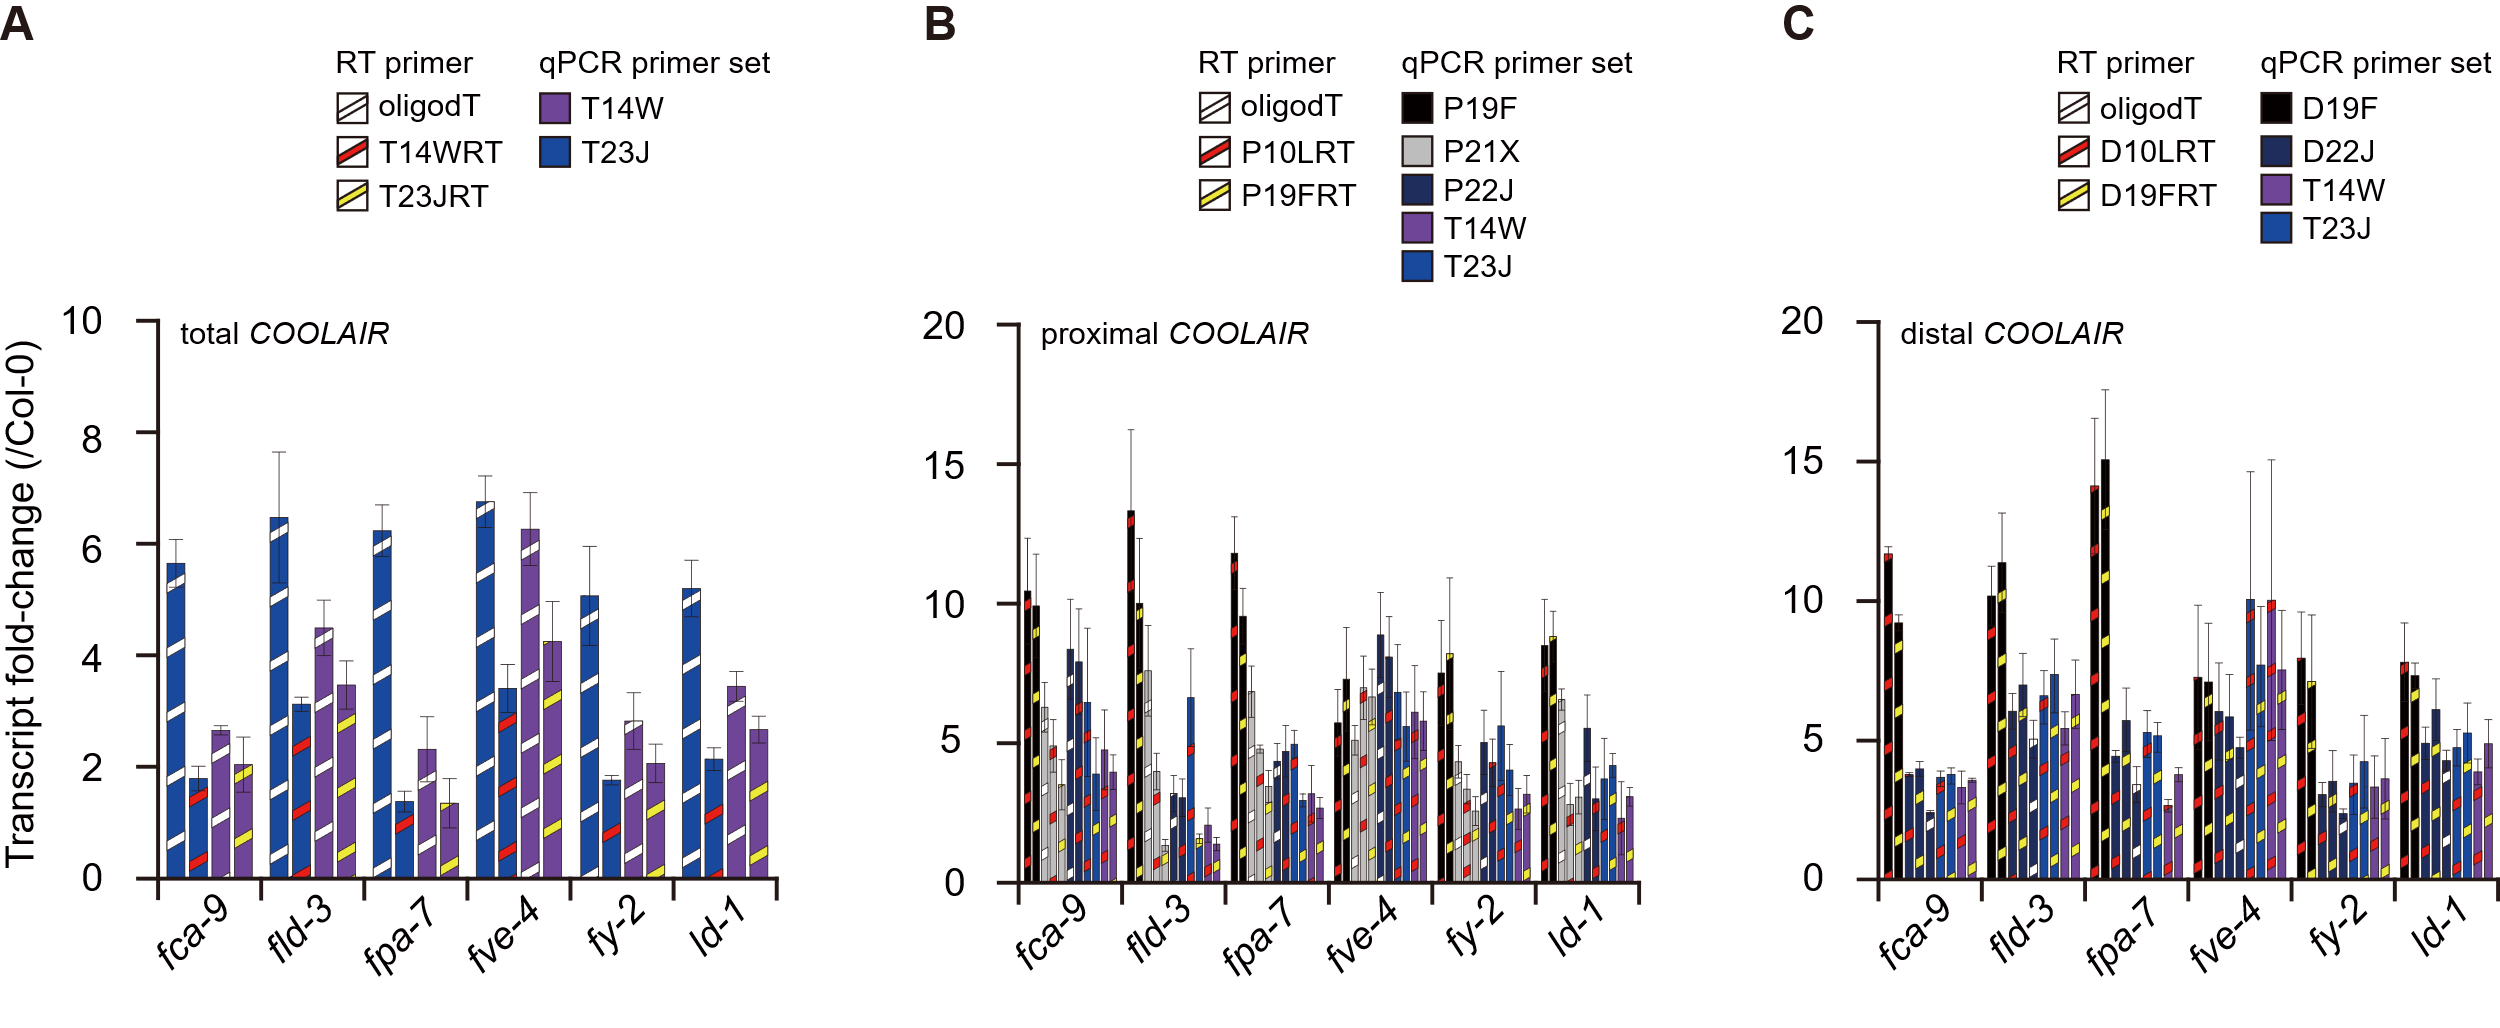 A
RT primer
qPCR primer set
oligodT
T14W
T14WRT
T23J
T23JRT
Transcript fold-change (/Col-0)
10
8
6
4
2
0
total COOLAIR
fca-9
fld-3
fpa-7
fve-4
fy-2
ld-1
B
RT primer
qPCR primer set
oligodT
P19F
P10LRT
P21X
P19FRT
P22J
T14W
T23J
20
15
10
5
0
proximal COOLAIR
fca-9
fld-3
fpa-7
fve-4
fy-2
ld-1
C
RT primer
qPCR primer set
oligodT
D19F
D10LRT
D22J
D19FRT
T14W
T23J
20
15
10
5
0
distal COOLAIR
fca-9
fld-3
fpa-7
fve-4
fy-2
ld-1